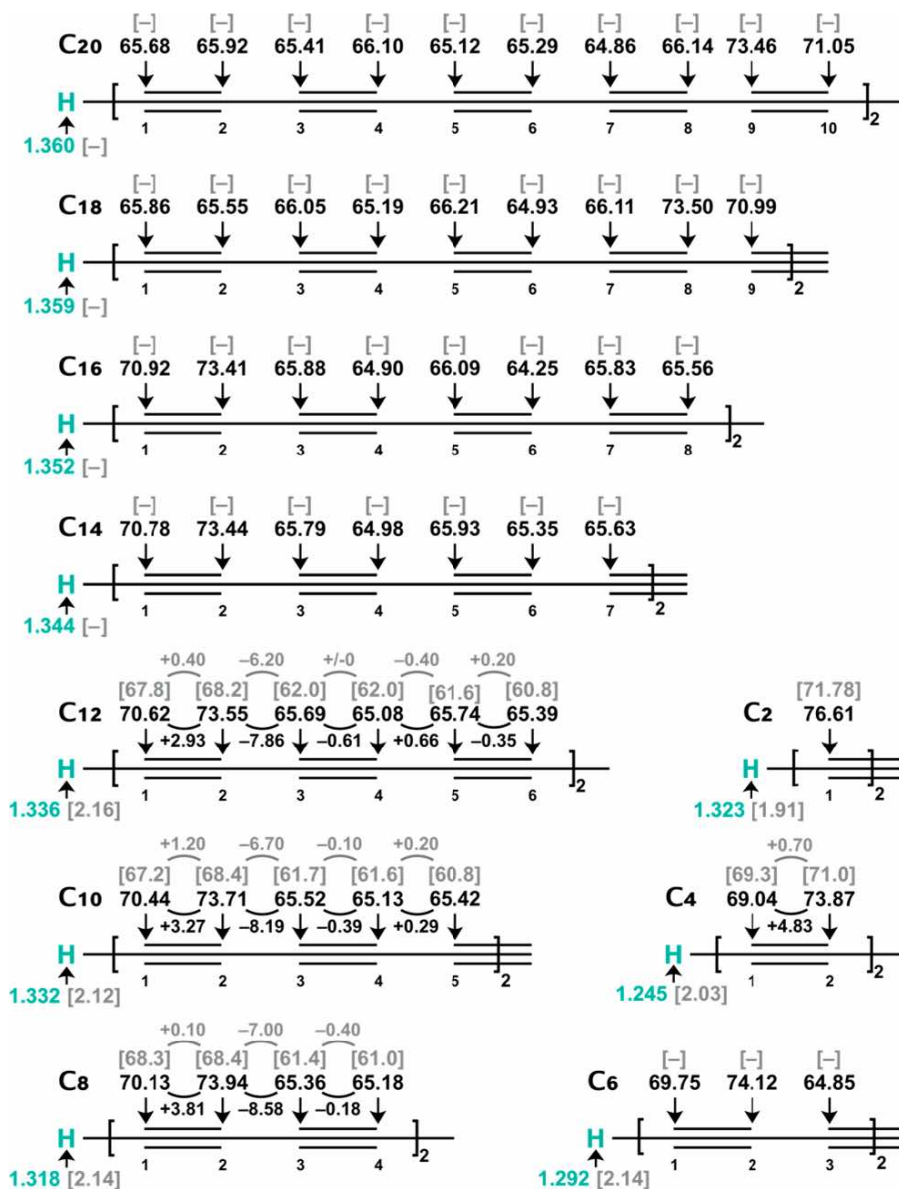 [–] [–] [–] [–] [–] [–] [–] [–] [–] [–]
C20 65.68 65.92 65.41 66.10 65.12 65.29 64.86 66.14 73.46 71.05
H [ ]2
1 2 3 4 5 6 7 8 9 10
1.360 [–]
[–] [–] [–] [–] [–] [–] [–] [–] [–]
C18 65.86 65.55 66.05 65.19 66.21 64.93 66.11 73.50 70.99
H [ ]2
1 2 3 4 5 6 7 8 9
1.359 [–]
[–] [–] [–] [–] [–] [–] [–] [–]
C16 70.92 73.41 65.88 64.90 66.09 64.25 65.83 65.56
H [ ]2
1 2 3 4 5 6 7 8
1.352 [–]
[–] [–] [–] [–] [–] [–] [–]
C14 70.78 73.44 65.79 64.98 65.93 65.35 65.63
H [ ]2
1 2 3 4 5 6 7
1.344 [–]
+0.40 –6.20 +/-0 –0.40 +0.20
[67.8] [68.2] [62.0] [62.0] [61.6] [60.8]
C12 70.62 73.55 65.69 65.08 65.74 65.39
+2.93 –7.86 –0.61 +0.66 –0.35
H [ ]2
1 2 3 4 5 6
1.336 [2.16]
[71.78]
C2 76.61
H [ ]2
1
1.323 [1.91]
+1.20 –6.70 –0.10 +0.20
[67.2] [68.4] [61.7] [61.6] [60.8]
C10 70.44 73.71 65.52 65.13 65.42
+3.27 –8.19 –0.39 +0.29
H [ ]2
1 2 3 4 5
1.332 [2.12]
+0.70
[69.3] [71.0]
C4 69.04 73.87
+4.83
H [ ]2
1 2
1.245 [2.03]
+0.10 –7.00 –0.40
[68.3] [68.4] [61.4] [61.0]
C8 70.13 73.94 65.36 65.18
+3.81 –8.58 –0.18
H [ ]2
1 2 3 4
1.318 [2.14]
[–] [–] [–]
C6 69.75 74.12 64.85
H [ ]2
1 2 3
1.292 [2.14]